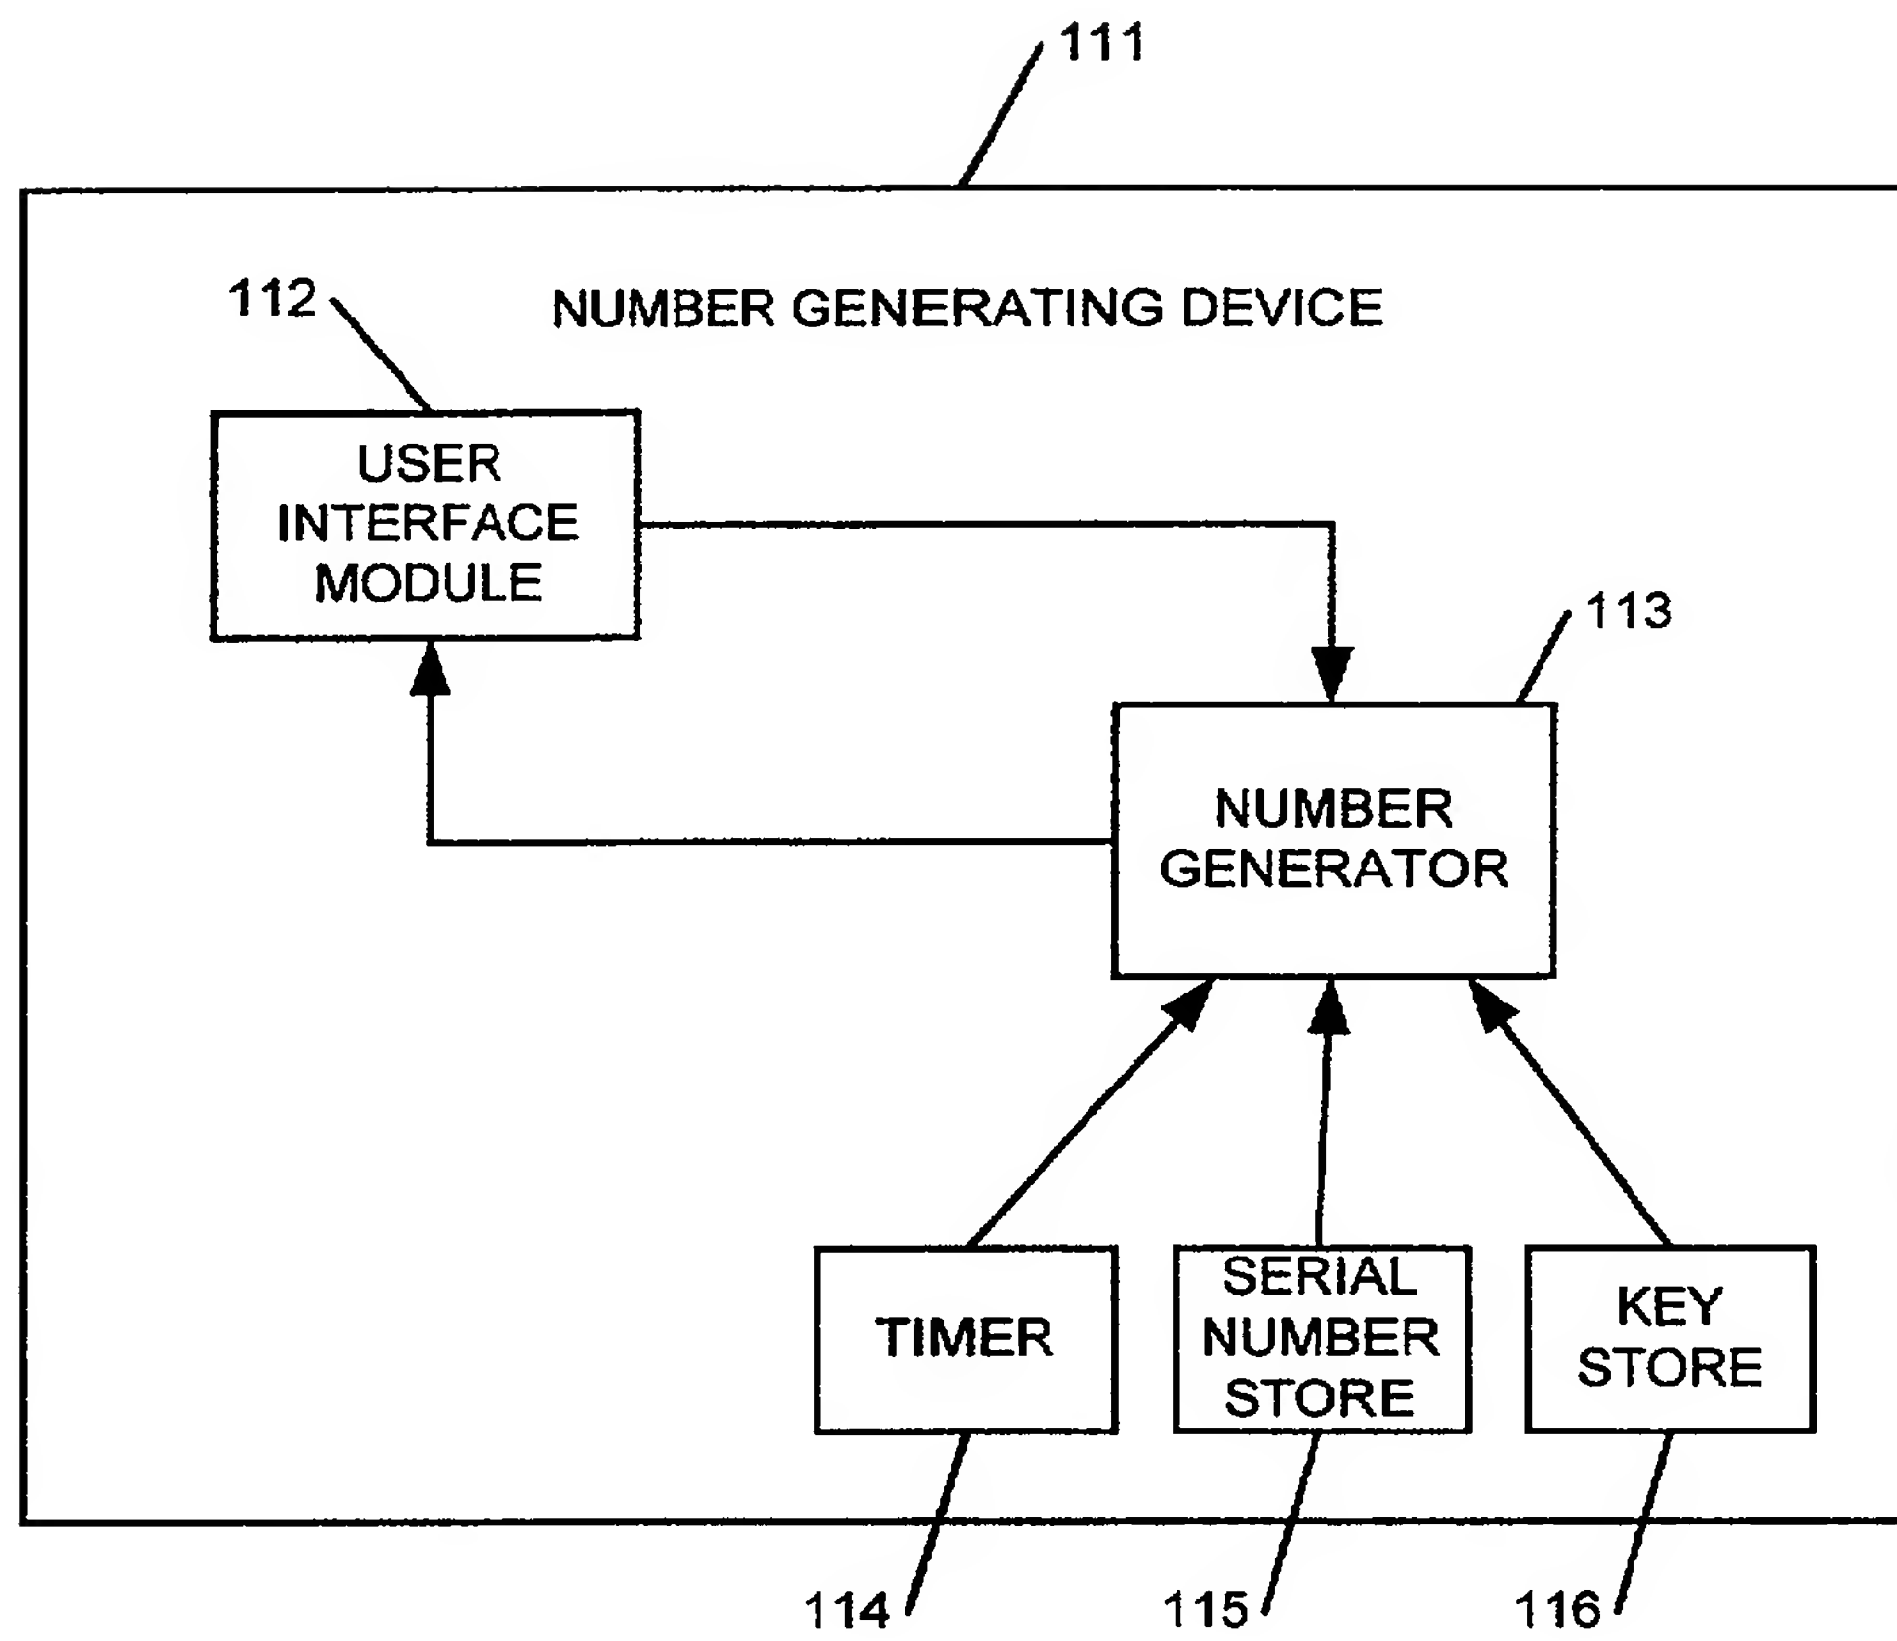 111
112
NUMBER GENERATING DEVICE
USER
INTERFACE
MODULE
113
NUMBER
GENERATOR
TIMER
SERIAL
NUMBER
STORE
KEY
STORE
114
115
116